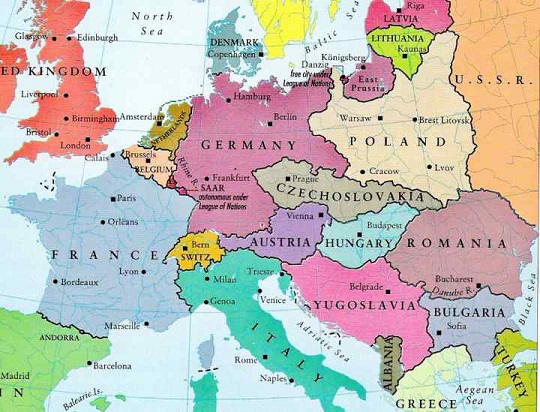 North
Sea
Baltic Sea
Riga
LATVIA
Glasgow
Edinburgh
DENMARK
Copenhagen
LITHUANIA
Kaunas
Königsberg
Danzig
free city under
League of Nations
East
Prussia
U.S.S.R.
ED KINGDOM
Liverpool
Birmingham
Bristol
London
Amsterdam
NETHERLANDS
Hamburg
Berlin
GERMANY
Warsaw
Brest Litovsk
POLAND
Calais
Brussels
BELGIUM
Rhine R.
Frankfurt
SAAR
autonomous under
League of Nations
Prague
Cracow
Lvov
CZECHOSLOVAKIA
Paris
Orléans
Vienna
Budapest
FRANCE
Bern
SWITZ
AUSTRIA
HUNGARY
ROMANIA
Bordeaux
Lyon
Milan
Trieste
Genoa
Venice
Belgrade
YUGOSLAVIA
Bucharest
Danube R.
Black Sea
Marseille
ANDORRA
BULGARIA
Sofia
Adriatic Sea
Barcelona
Madrid
IN
Balearic Is.
ITALY
Rome
Naples
ALBANIA
GREECE
Aegean
Sea
TURKEY